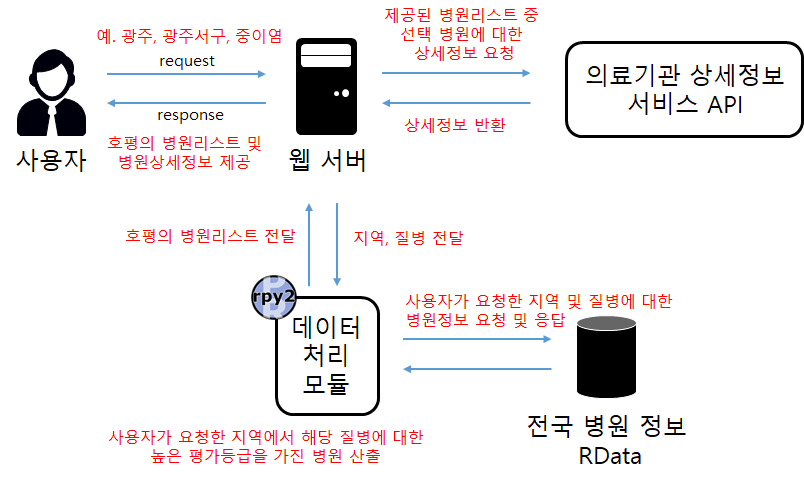 예. 광주, 광주서구, 중이염
request
response
호평의 병원리스트 및
병원상세정보 제공
사용자
웹 서버
제공된 병원리스트 중
선택 병원에 대한
상세정보 요청
상세정보 반환
의료기관 상세정보
서비스 API
호평의 병원리스트 전달
지역, 질병 전달
rpy2
데이터
처리
모듈
사용자가 요청한 지역 및 질병에 대한
병원정보 요청 및 응답
사용자가 요청한 지역에서 해당 질병에 대한
높은 평가등급을 가진 병원 산출
전국 병원 정보
RData